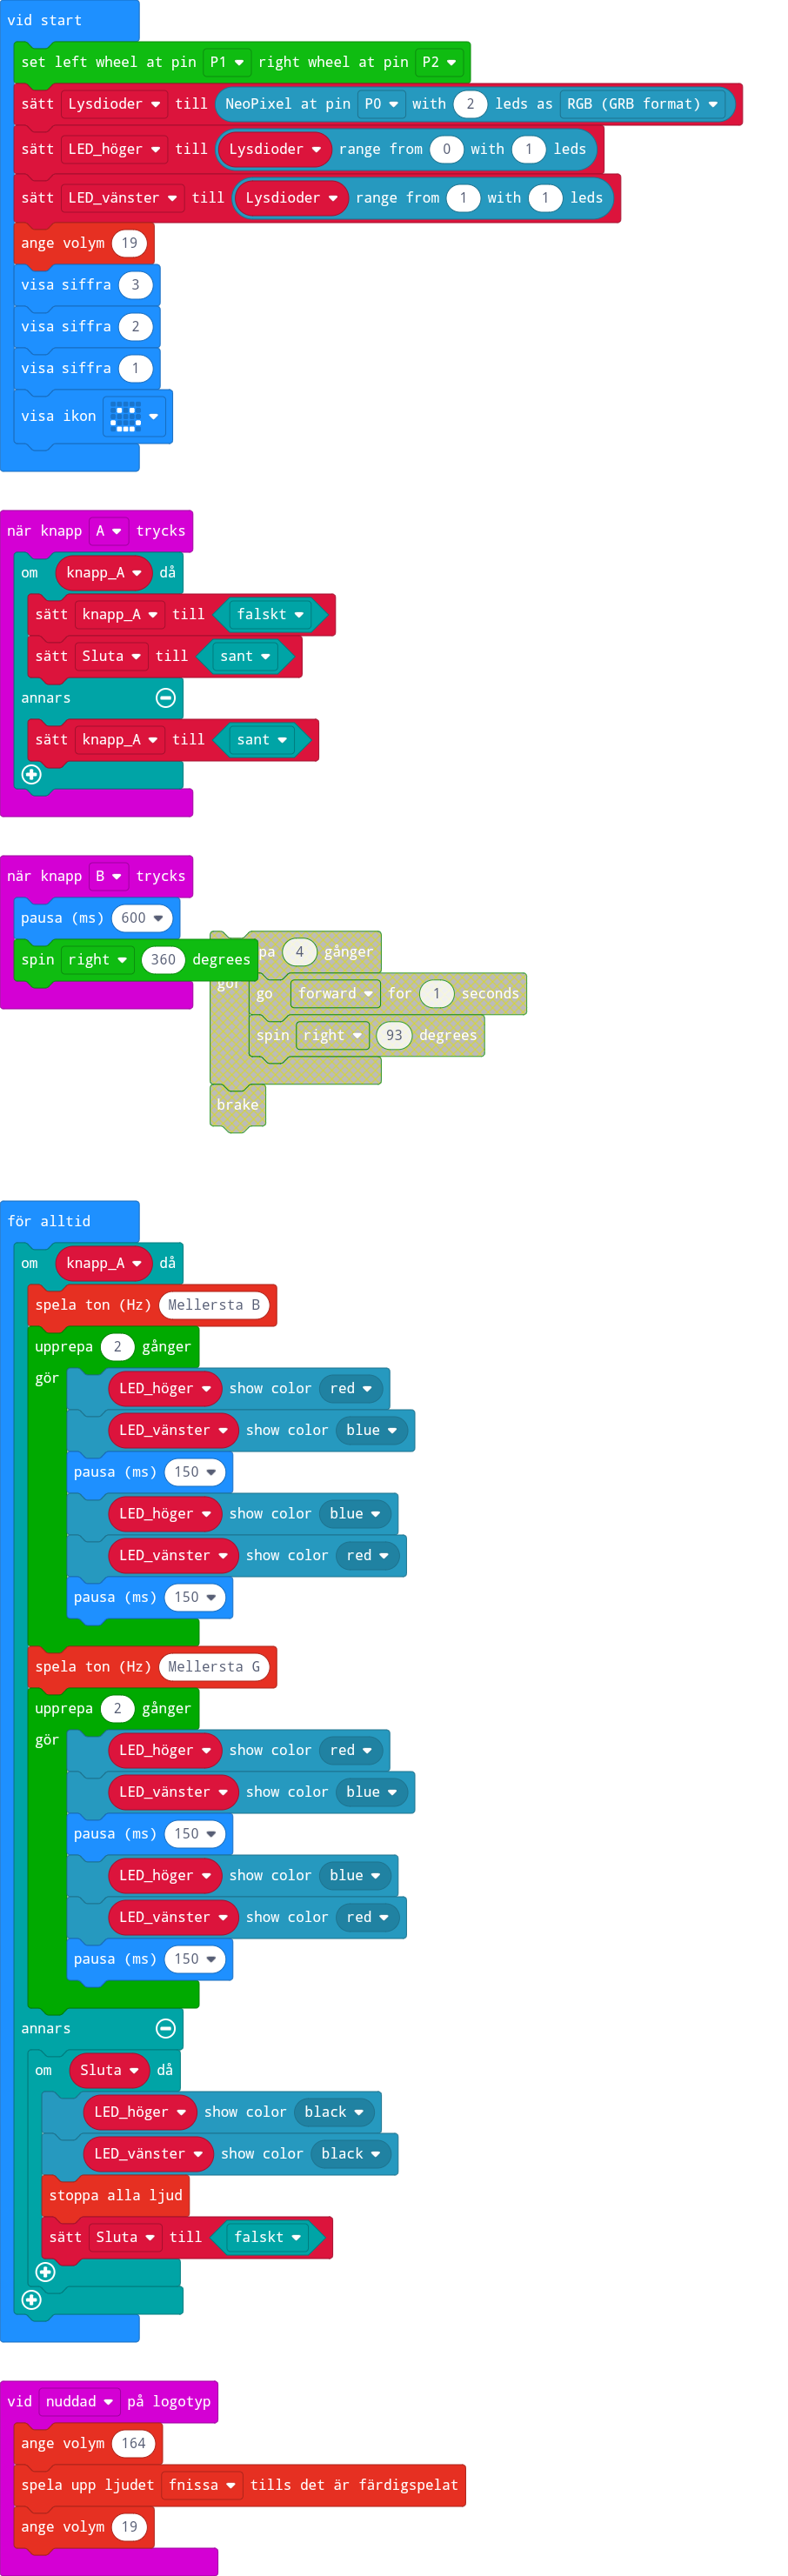 vid start
set left wheel at pin P1 right wheel at pin P2
sätt Lysdioder till NeoPixel at pin P0 with 2 leds as RGB (GRB format)
sätt LED_höger till Lysdioder range from 0 with 1 leds
sätt LED_vänster till Lysdioder range from 1 with 1 leds
ange volym 19
visa siffra 3
visa siffra 2
visa siffra 1
visa ikon
när knapp A trycks
om knapp_A då
sätt knapp_A till falskt
sätt Sluta till sant
annars
sätt knapp_A till sant
när knapp B trycks
pausa (ms) 600
spin right 360 degrees
4 gånger
gör go forward for 1 seconds
spin right 93 degrees
brake
för alltid
om knapp_A då
spela ton (Hz) Mellersta B
upprepa 2 gånger
gör LED_höger show color red
LED_vänster show color blue
pausa (ms) 150
LED_höger show color blue
LED_vänster show color red
pausa (ms) 150
spela ton (Hz) Mellersta G
upprepa 2 gånger
gör LED_höger show color red
LED_vänster show color blue
pausa (ms) 150
LED_höger show color blue
LED_vänster show color red
pausa (ms) 150
annars
om Sluta då
LED_höger show color black
LED_vänster show color black
stoppa alla ljud
sätt Sluta till falskt
vid nuddad på logotyp
ange volym 164
spela upp ljudet fnissa tills det är färdigspelat
ange volym 19